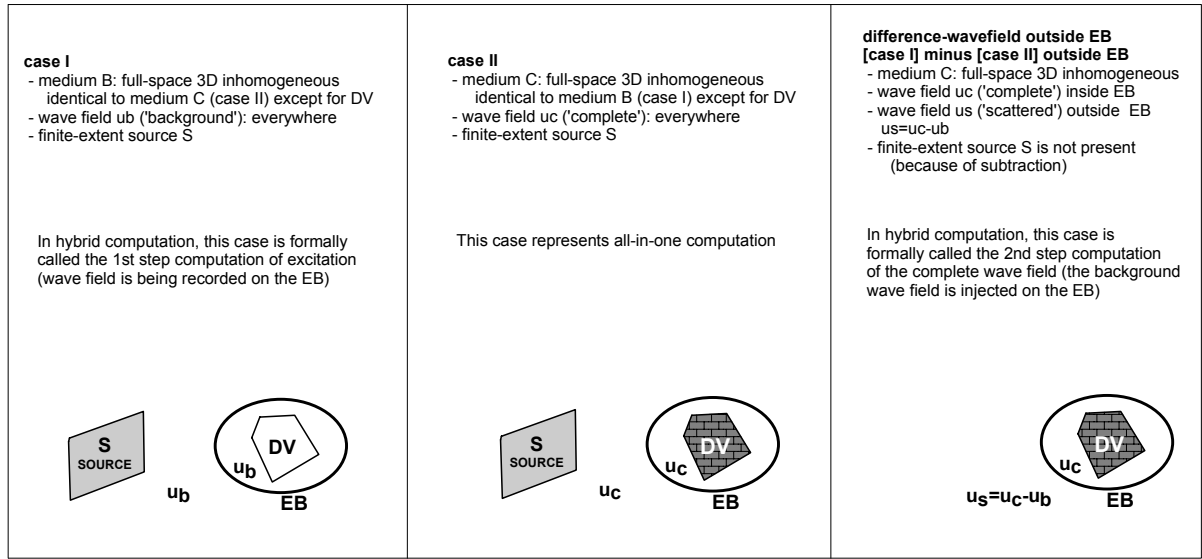 case I
- medium B: full-space 3D inhomogeneous
identical to medium C (case II) except for DV
- wave field ub ('background'): everywhere
- finite-extent source S
In hybrid computation, this case is formally
called the 1st step computation of excitation
(wave field is being recorded on the EB)
S
SOURCE
DV
ub
ub
EB
case II
- medium C: full-space 3D inhomogeneous
identical to medium B (case I) except for DV
- wave field uc ('complete'): everywhere
- finite-extent source S
This case represents all-in-one computation
S
SOURCE
DV
uc
uc
EB
difference-wavefield outside EB
[case I] minus [case II] outside EB
- medium C: full-space 3D inhomogeneous
- wave field uc ('complete') inside EB
- wave field us ('scattered') outside EB
us=uc-ub
- finite-extent source S is not present
(because of subtraction)
In hybrid computation, this case is
formally called the 2nd step computation
of the complete wave field (the background
wave field is injected on the EB)
DV
uc
us=uc-ub
EB